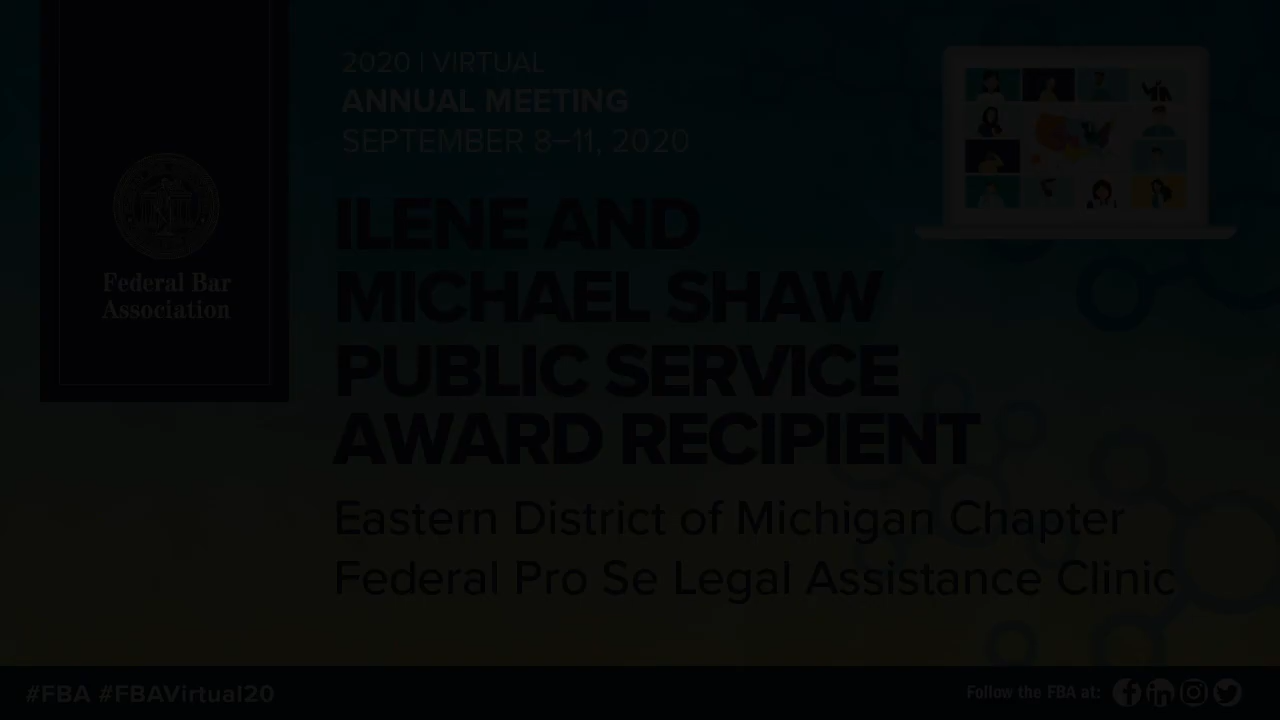 2020 | VIRTUAL
ANNUAL MEETING
SEPTEMBER 8–11, 2020
Federal Bar
Association
ILENE AND
MICHAEL SHAW
PUBLIC SERVICE
AWARD RECIPIENT
Eastern District of Michigan Chapter
Federal Pro Se Legal Assistance Clinic
#FBA #FBAVirtual20
Follow the FBA at: